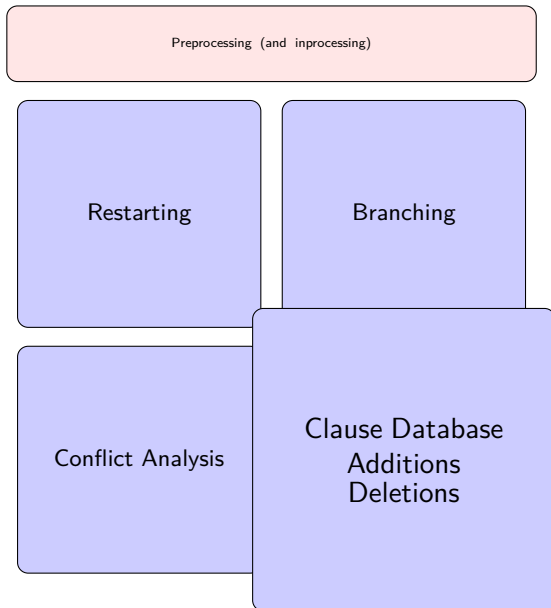 Preprocessing (and inprocessing)
Restarting
Branching
Conflict Analysis
Clause Database
Additions
Deletions